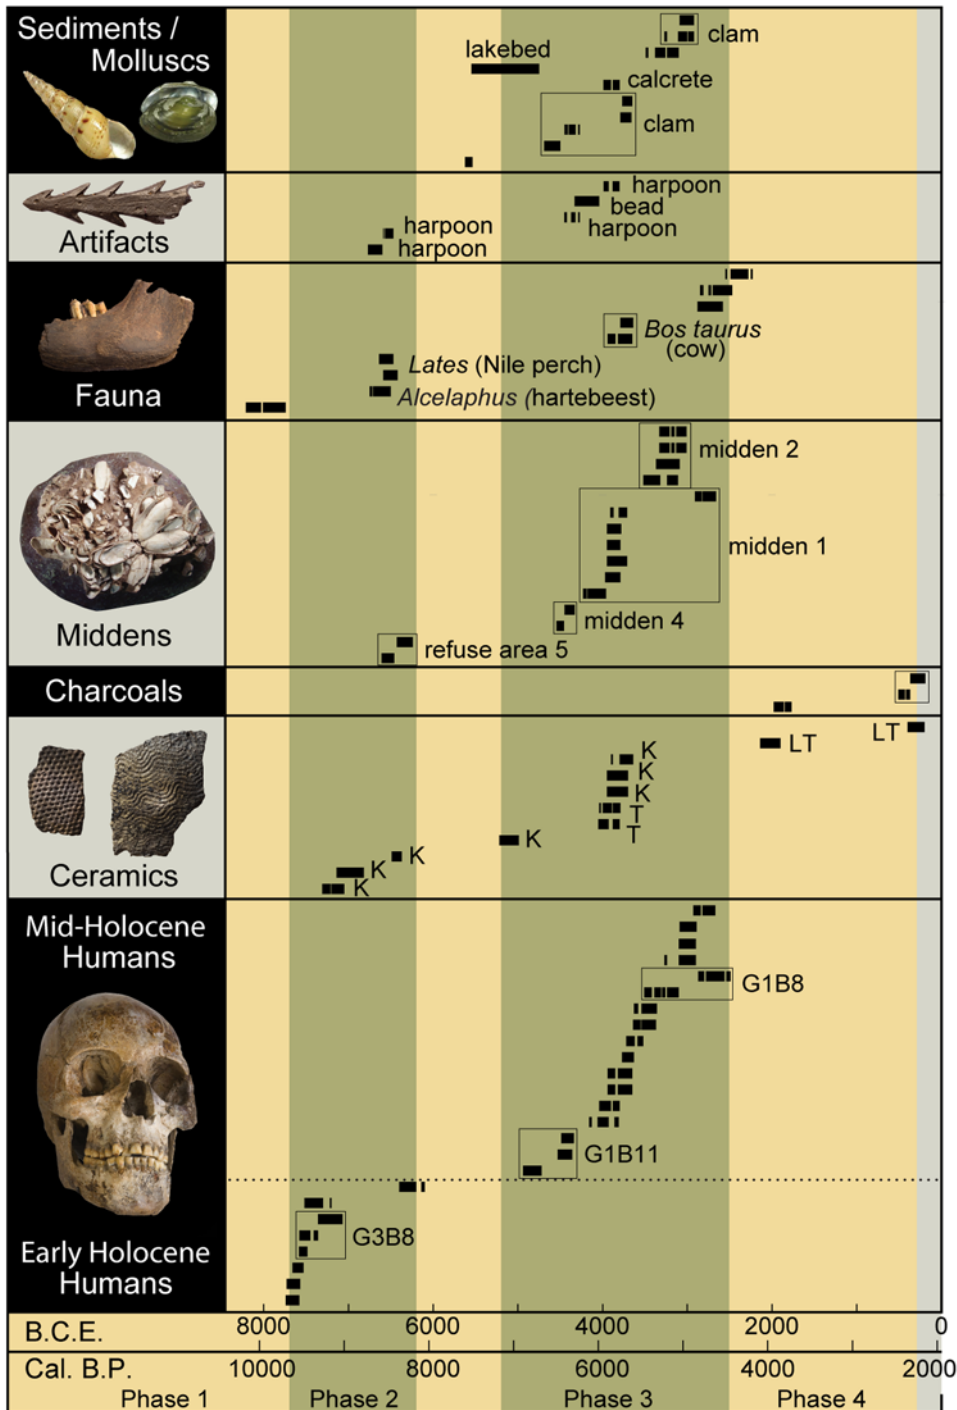 Sediments /
Molluscs
clam
lakebed
calcrete
clam
Artifacts
harpoon
bead
harpoon
harpoon
harpoon
Fauna
Bos taurus
(cow)
Lates (Nile perch)
Alcelaphus (hartebeest)
Middens
midden 2
midden 1
midden 4
refuse area 5
Charcoals
Ceramics
LT
LT
K
K
K
T
T
K
K
K
K
Mid-Holocene
Humans
G1B8
G1B11
G3B8
Early Holocene
Humans
B.C.E. 8000 6000 4000 2000 0
Cal. B.P. 10000 8000 6000 4000 2000
Phase 1 Phase 2 Phase 3 Phase 4